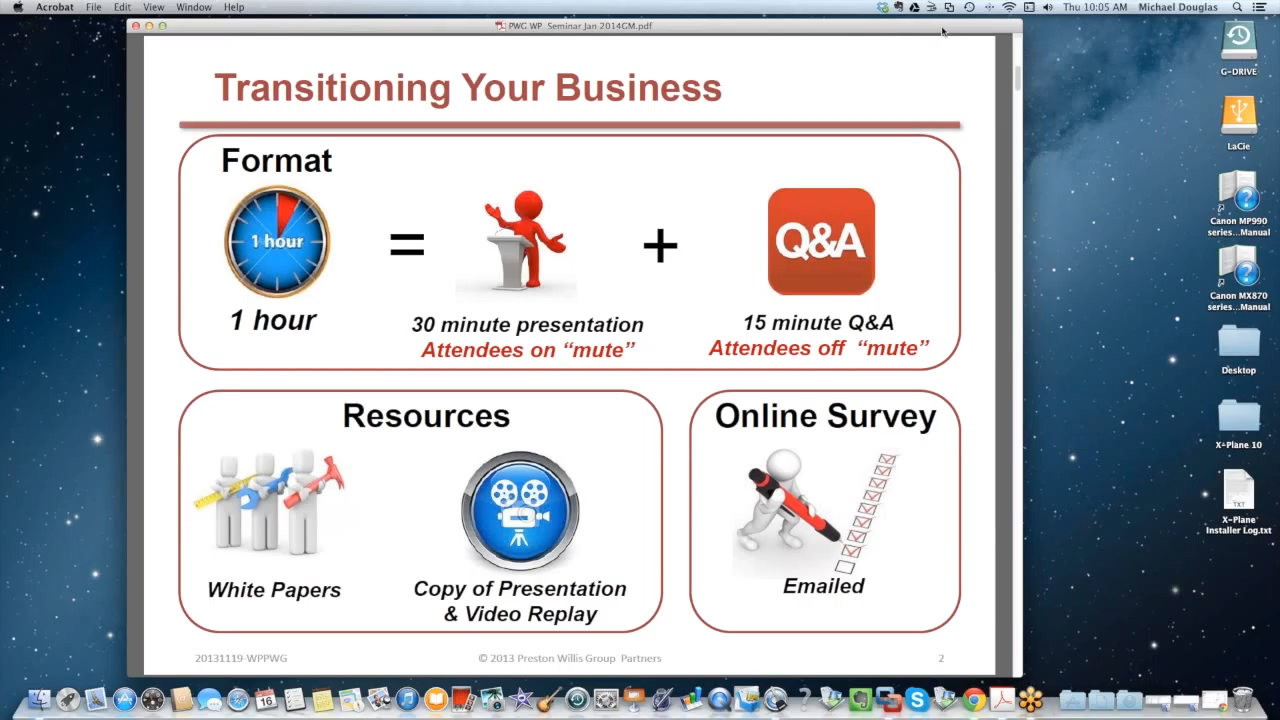 Acrobat File Edit View Window Help
Thu 10:05 AM Michael Douglas
PWG WP Seminar Jan 2014GM.pdf
Transitioning Your Business
Format
1 hour
Q&A
1 hour
=
+
30 minute presentation
Attendees on “mute”
15 minute Q&A
Attendees off “mute”
Resources
White Papers
Copy of Presentation
& Video Replay
Online Survey
Emailed
20131119-WPPWG
© 2013 Preston Willis Group Partners
2
G-DRIVE
LaCie
Canon MP990
series...Manual
Canon MX870
series...Manual
Desktop
X-Plane 10
TXT
X-Plane
Installer Log.txt
16